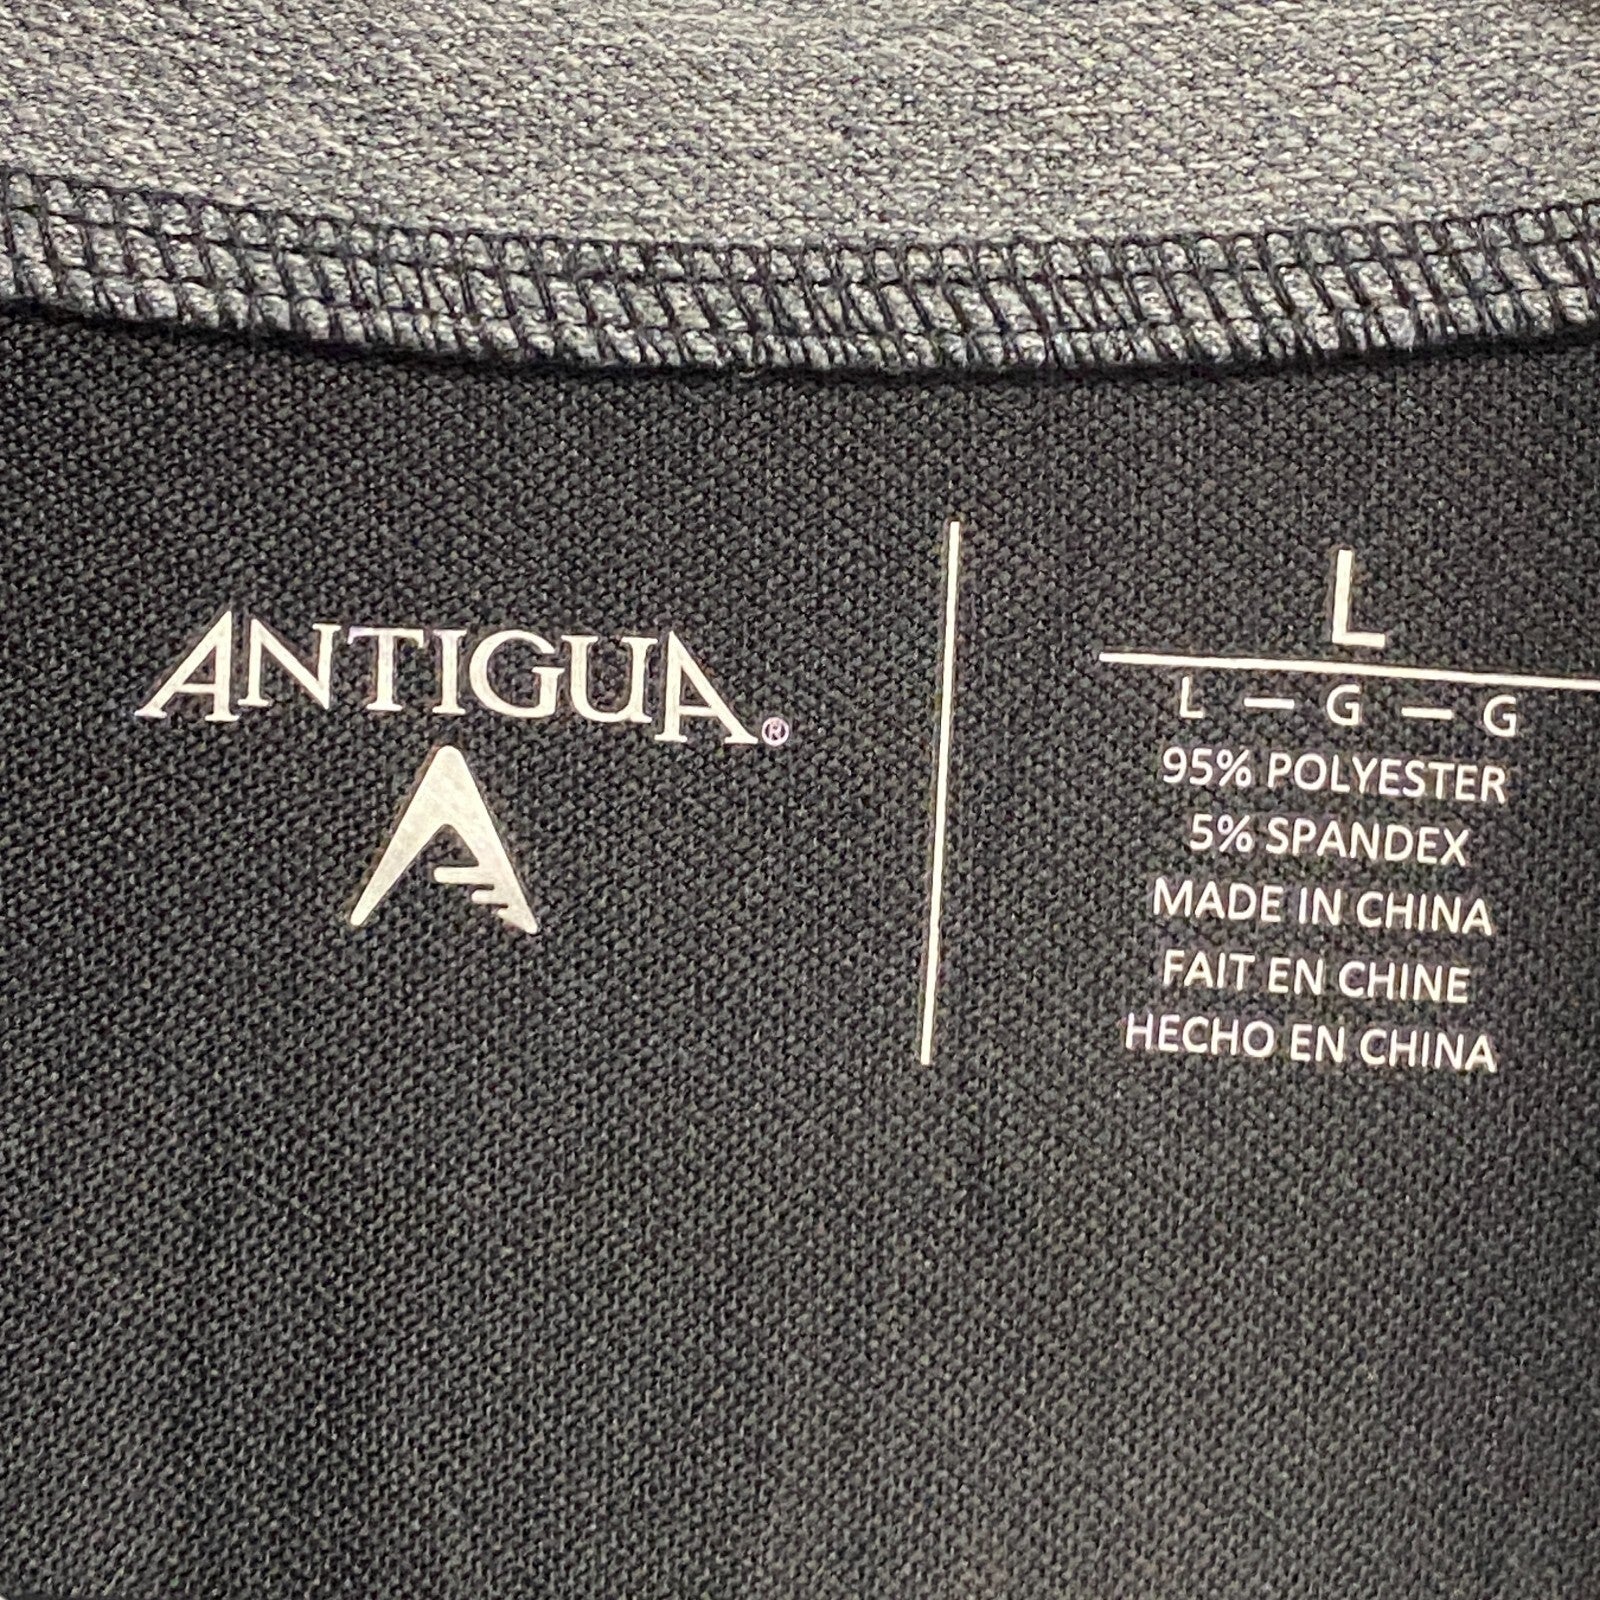 ANTIGUA®
L
L — G — G
95% POLYESTER
5% SPANDEX
MADE IN CHINA
FAIT EN CHINE
HECHO EN CHINA